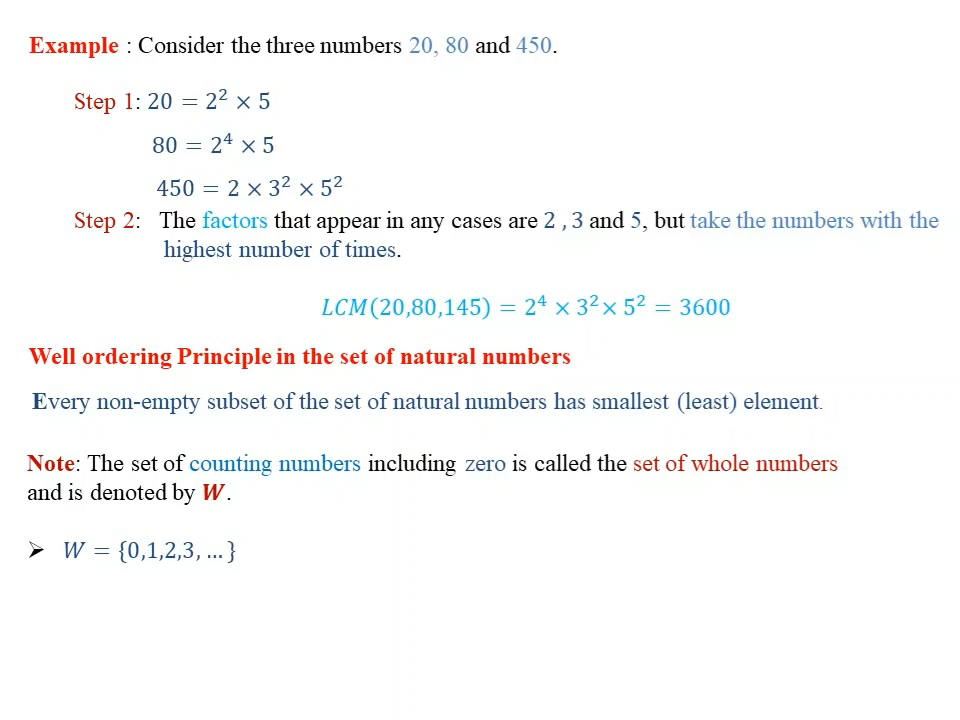 Example : Consider the three numbers 20, 80 and 450.
Step 1: 20 = 2² × 5
80 = 2⁴ × 5
450 = 2 × 3² × 5²
Step 2: The factors that appear in any cases are 2 , 3 and 5, but take the numbers with the
highest number of times.
LCM(20,80,145) = 2⁴ × 3² × 5² = 3600
Well ordering Principle in the set of natural numbers
Every non-empty subset of the set of natural numbers has smallest (least) element.
Note: The set of counting numbers including zero is called the set of whole numbers
and is denoted by W.
➢ W = {0,1,2,3, … }